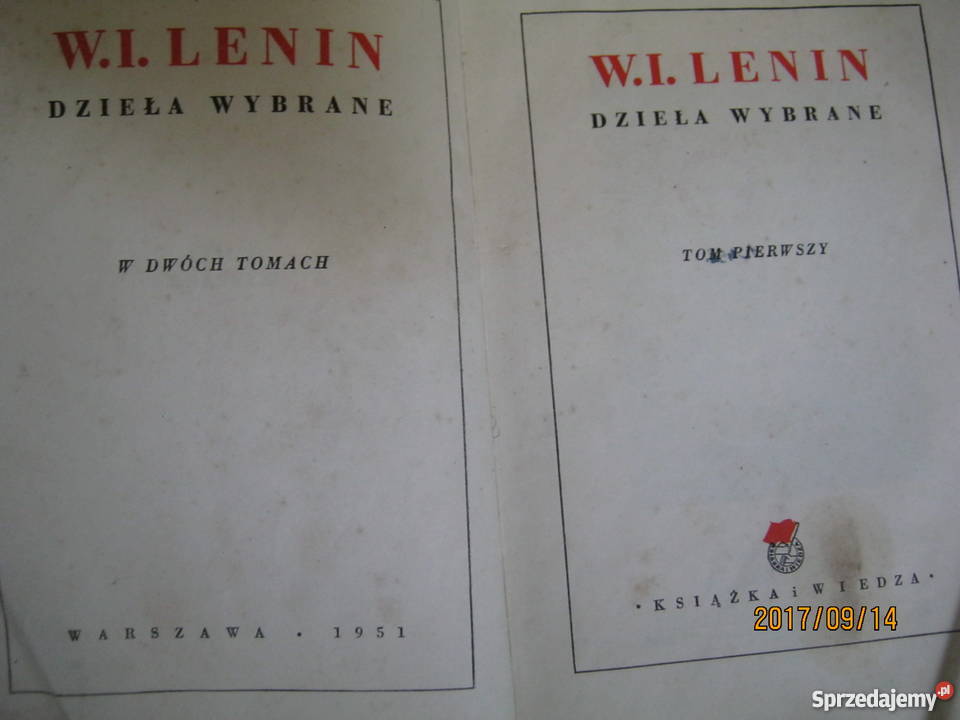 W.I. LENIN
DZIEŁA WYBRANE
W DWÓCH TOMACH
WARSZAWA • 1951
W.I. LENIN
DZIEŁA WYBRANE
TOM PIERWSZY
• KSIĄŻKA i WIEDZA •
2017/09/14
Sprzedajemy.pl